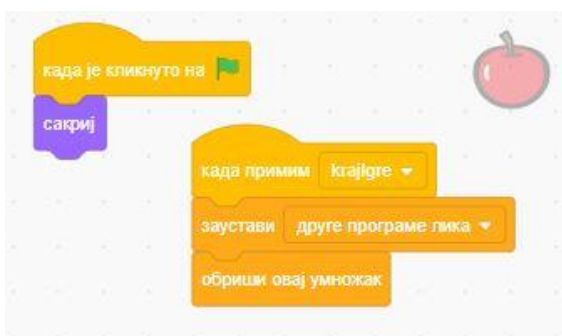 када је кликнуто на
сакриј
када примим krajIgre
заустави друге програме лика
обриши овај умножак